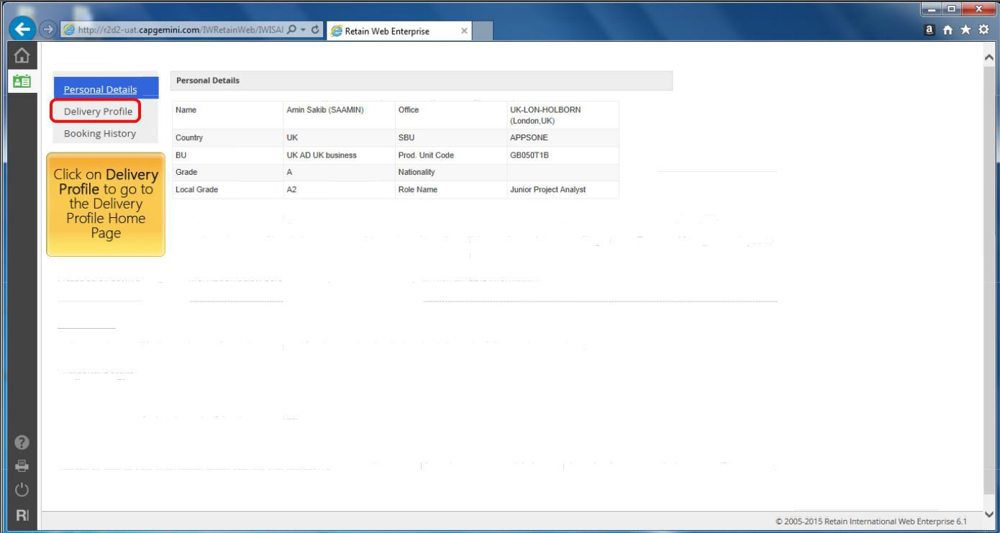 http://r2d2-uat.capgemini.com/IWRetainWeb/IWISAI
Retain Web Enterprise
Personal Details
Delivery Profile
Booking History
Click on Delivery
Profile to go to
the Delivery
Profile Home
Page
Personal Details
Name Amin Sakib (SAAMIN) Office UK-LON-HOLBORN
(London,UK)
Country UK SBU APPSONE
BU UK AD UK business Prod. Unit Code GB050T1B
Grade A Nationality
Local Grade A2 Role Name Junior Project Analyst
RI
© 2005-2015 Retain International Web Enterprise 6.1